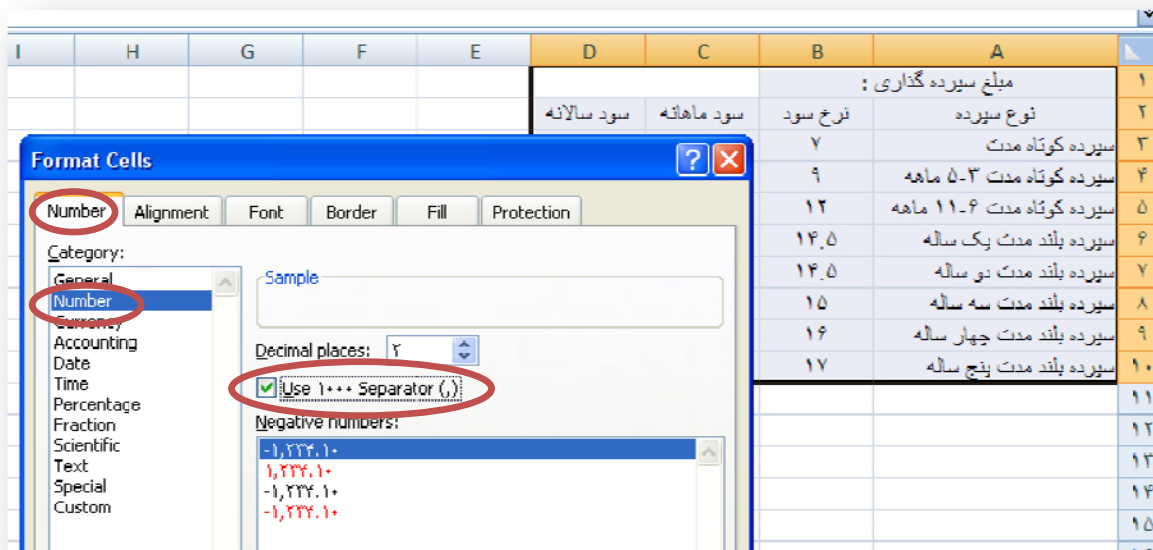 I H G F E D C B A
مبلغ سپرده گذاری : ۱
نوع سپرده نرخ سود سود ماهانه سود سالانه ۲
سپرده کوتاه مدت ۷ ۳
سپرده کوتاه مدت ۳-۵ ماهه ۹ ۴
سپرده کوتاه مدت ۶-۱۱ ماهه ۱۲ ۵
سپرده بلند مدت یک ساله ۱۴.۵ ۶
سپرده بلند مدت دو ساله ۱۴.۵ ۷
سپرده بلند مدت سه ساله ۱۵ ۸
سپرده بلند مدت چهار ساله ۱۶ ۹
سپرده بلند مدت پنج ساله ۱۷ ۱۰
۱۱
۱۲
۱۳
۱۴
۱۵
Format Cells
Number Alignment Font Border Fill Protection
Category:
General
Number
Currency
Accounting
Date
Time
Percentage
Fraction
Scientific
Text
Special
Custom
Sample
Decimal places: ۲
Use ۱۰۰۰ Separator (,)
Negative numbers:
-۱,۲۳۴.۱۰
۱,۲۳۴.۱۰
-۱,۲۳۴.۱۰
-۱,۲۳۴.۱۰